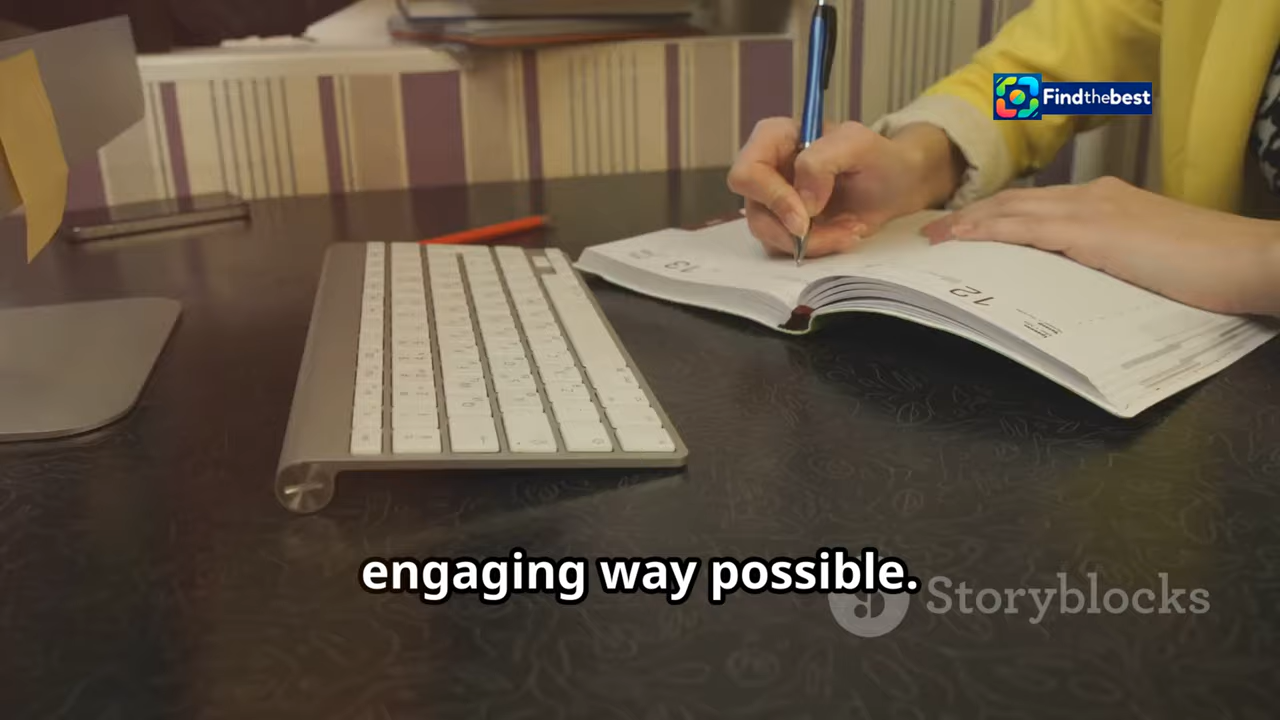 Findthebest
13
12
engaging way possible.
Storyblocks